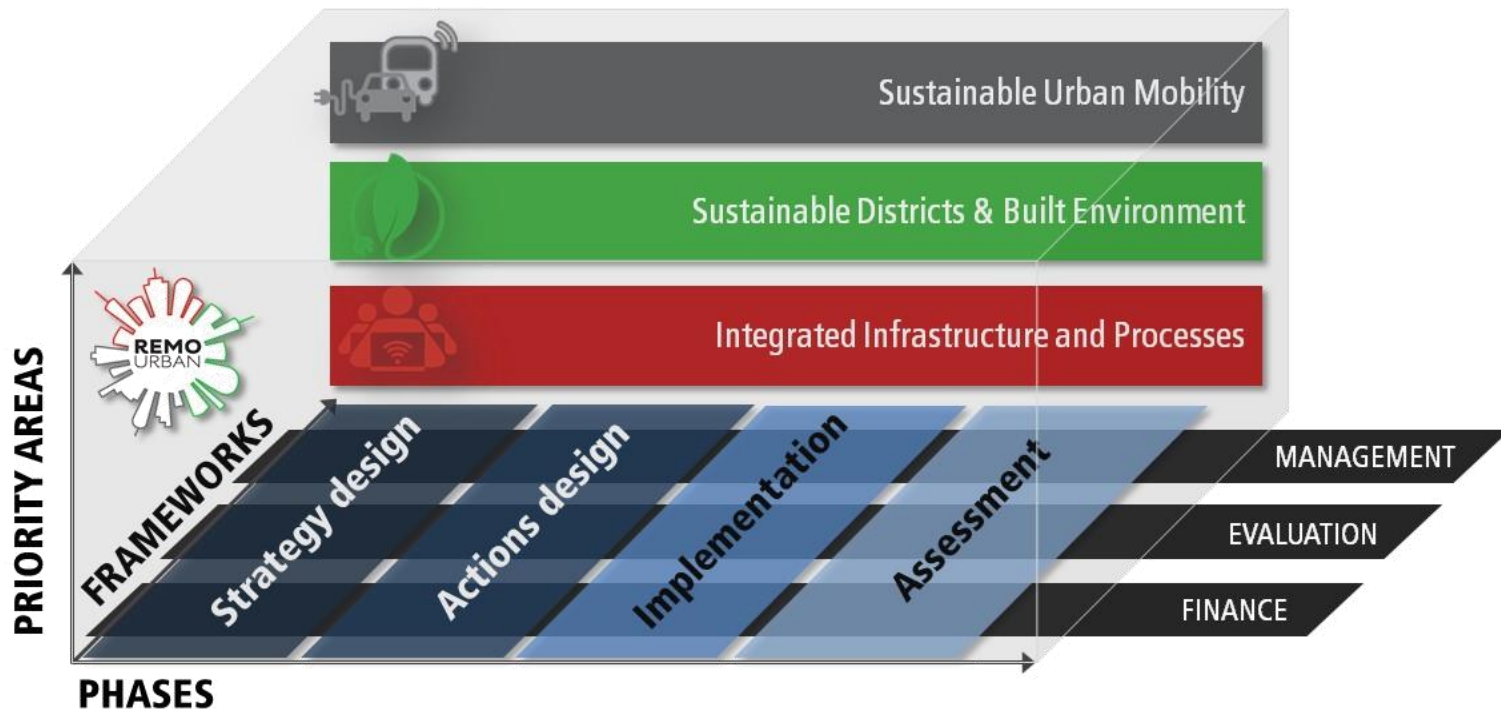 Sustainable Urban Mobility
Sustainable Districts & Built Environment
Integrated Infrastructure and Processes
REMO
URBAN
PRIORITY AREAS
FRAMEWORKS
Strategy design
Actions design
Implementation
Assessment
MANAGEMENT
EVALUATION
FINANCE
PHASES